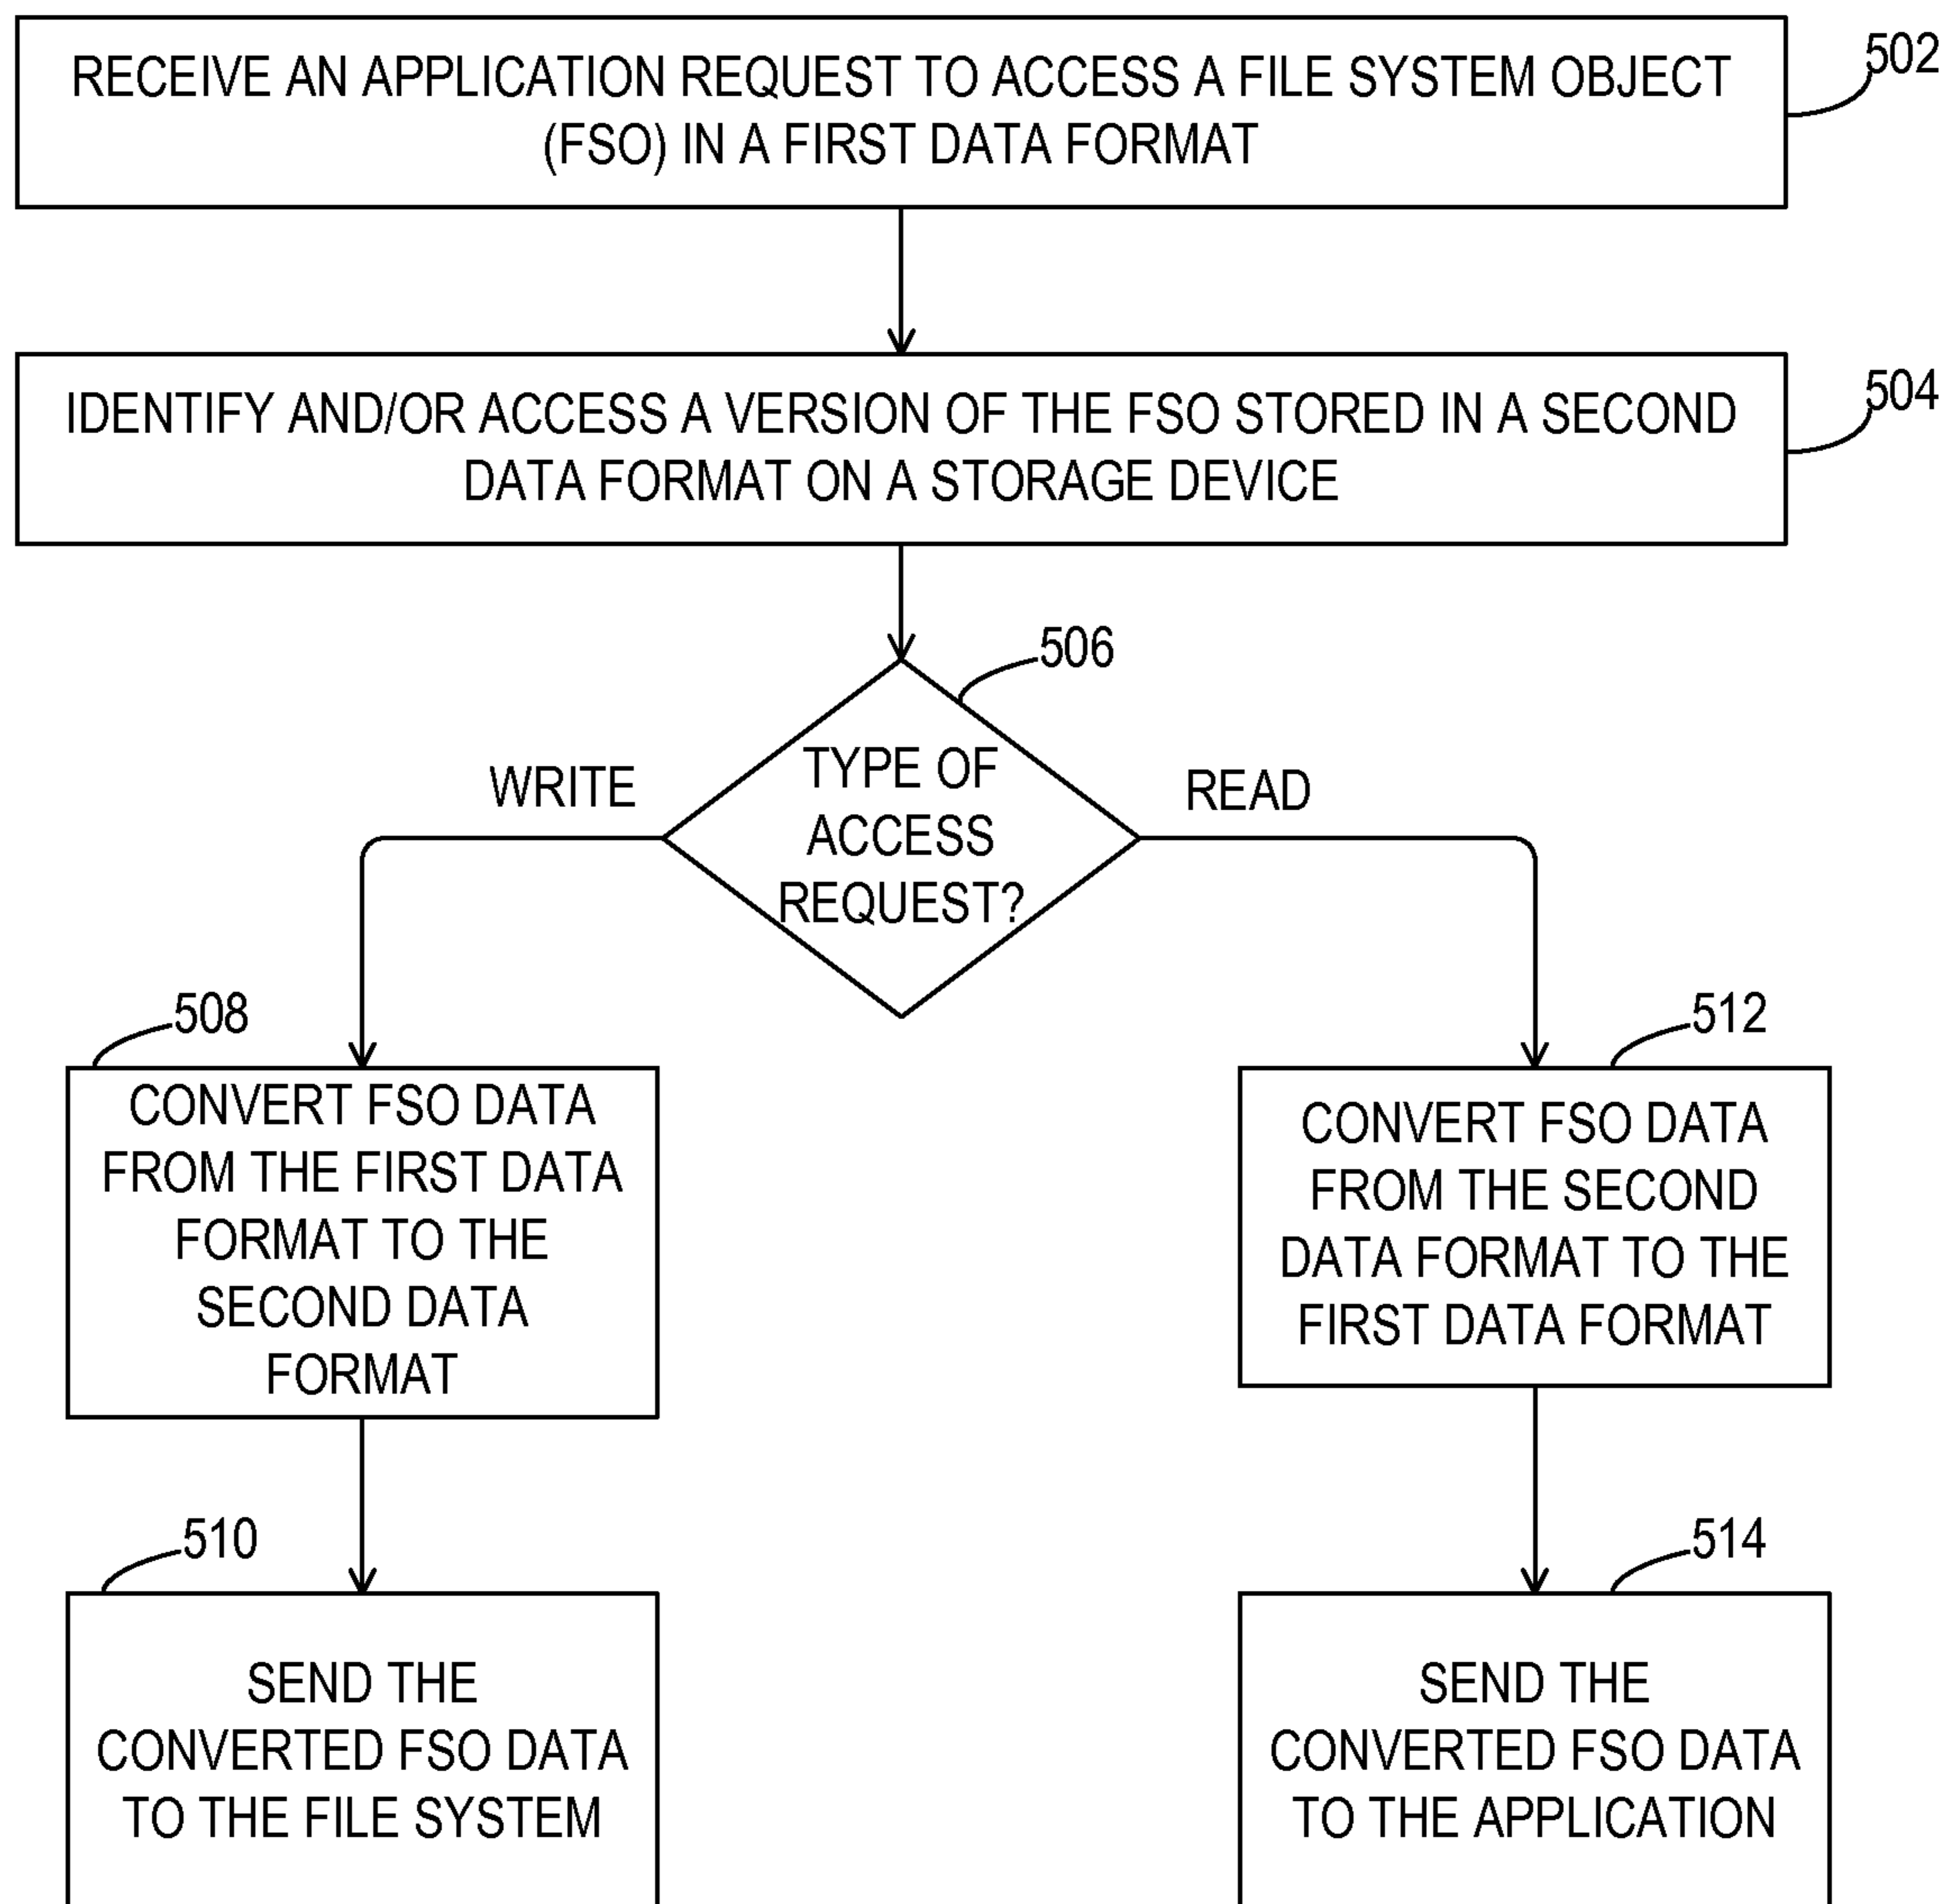 RECEIVE AN APPLICATION REQUEST TO ACCESS A FILE SYSTEM OBJECT
(FSO) IN A FIRST DATA FORMAT
502
IDENTIFY AND/OR ACCESS A VERSION OF THE FSO STORED IN A SECOND
DATA FORMAT ON A STORAGE DEVICE
504
506
TYPE OF
ACCESS
REQUEST?
WRITE
READ
508
CONVERT FSO DATA
FROM THE FIRST DATA
FORMAT TO THE
SECOND DATA
FORMAT
512
CONVERT FSO DATA
FROM THE SECOND
DATA FORMAT TO THE
FIRST DATA FORMAT
510
SEND THE
CONVERTED FSO DATA
TO THE FILE SYSTEM
514
SEND THE
CONVERTED FSO DATA
TO THE APPLICATION